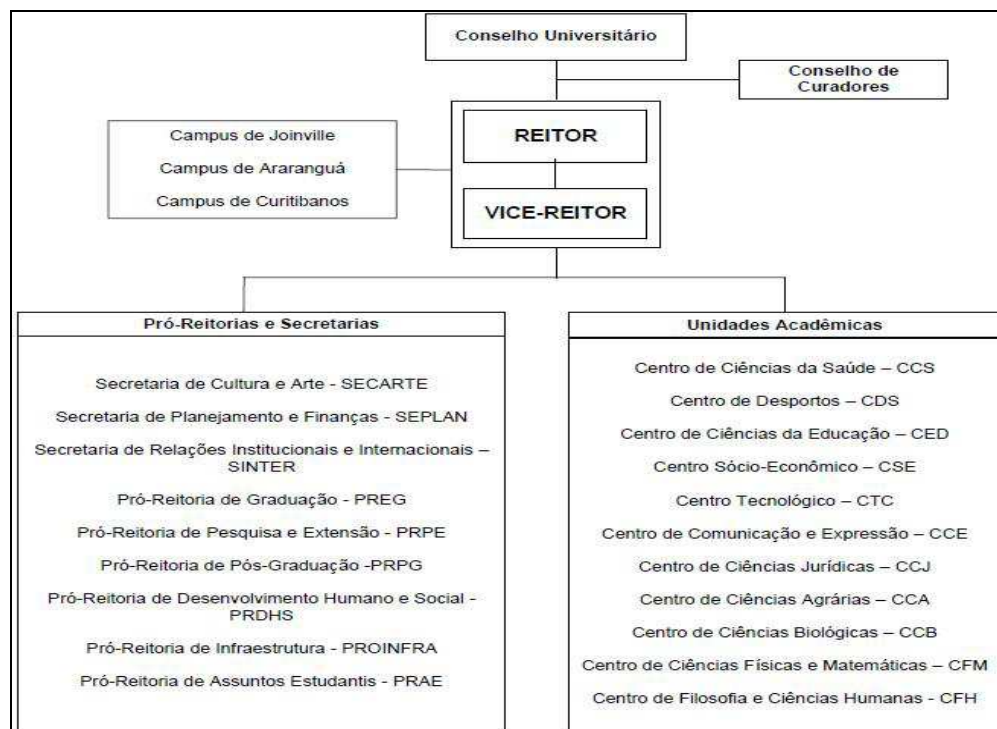 Conselho Universitário
Conselho de
Curadores
Campus de Joinville
Campus de Araranguá
Campus de Curitibanos
REITOR
VICE-REITOR
Pró-Reitorias e Secretarias
Secretaria de Cultura e Arte - SECARTE
Secretaria de Planejamento e Finanças - SEPLAN
Secretaria de Relações Institucionais e Internacionais –
SINTER
Pró-Reitoria de Graduação - PREG
Pró-Reitoria de Pesquisa e Extensão - PRPE
Pró-Reitoria de Pós-Graduação -PRPG
Pró-Reitoria de Desenvolvimento Humano e Social -
PRDHS
Pró-Reitoria de Infraestrutura - PROINFRA
Pró-Reitoria de Assuntos Estudantis - PRAE
Unidades Acadêmicas
Centro de Ciências da Saúde – CCS
Centro de Desportos – CDS
Centro de Ciências da Educação – CED
Centro Sócio-Econômico – CSE
Centro Tecnológico – CTC
Centro de Comunicação e Expressão – CCE
Centro de Ciências Jurídicas – CCJ
Centro de Ciências Agrárias – CCA
Centro de Ciências Biológicas – CCB
Centro de Ciências Físicas e Matemáticas – CFM
Centro de Filosofia e Ciências Humanas - CFH